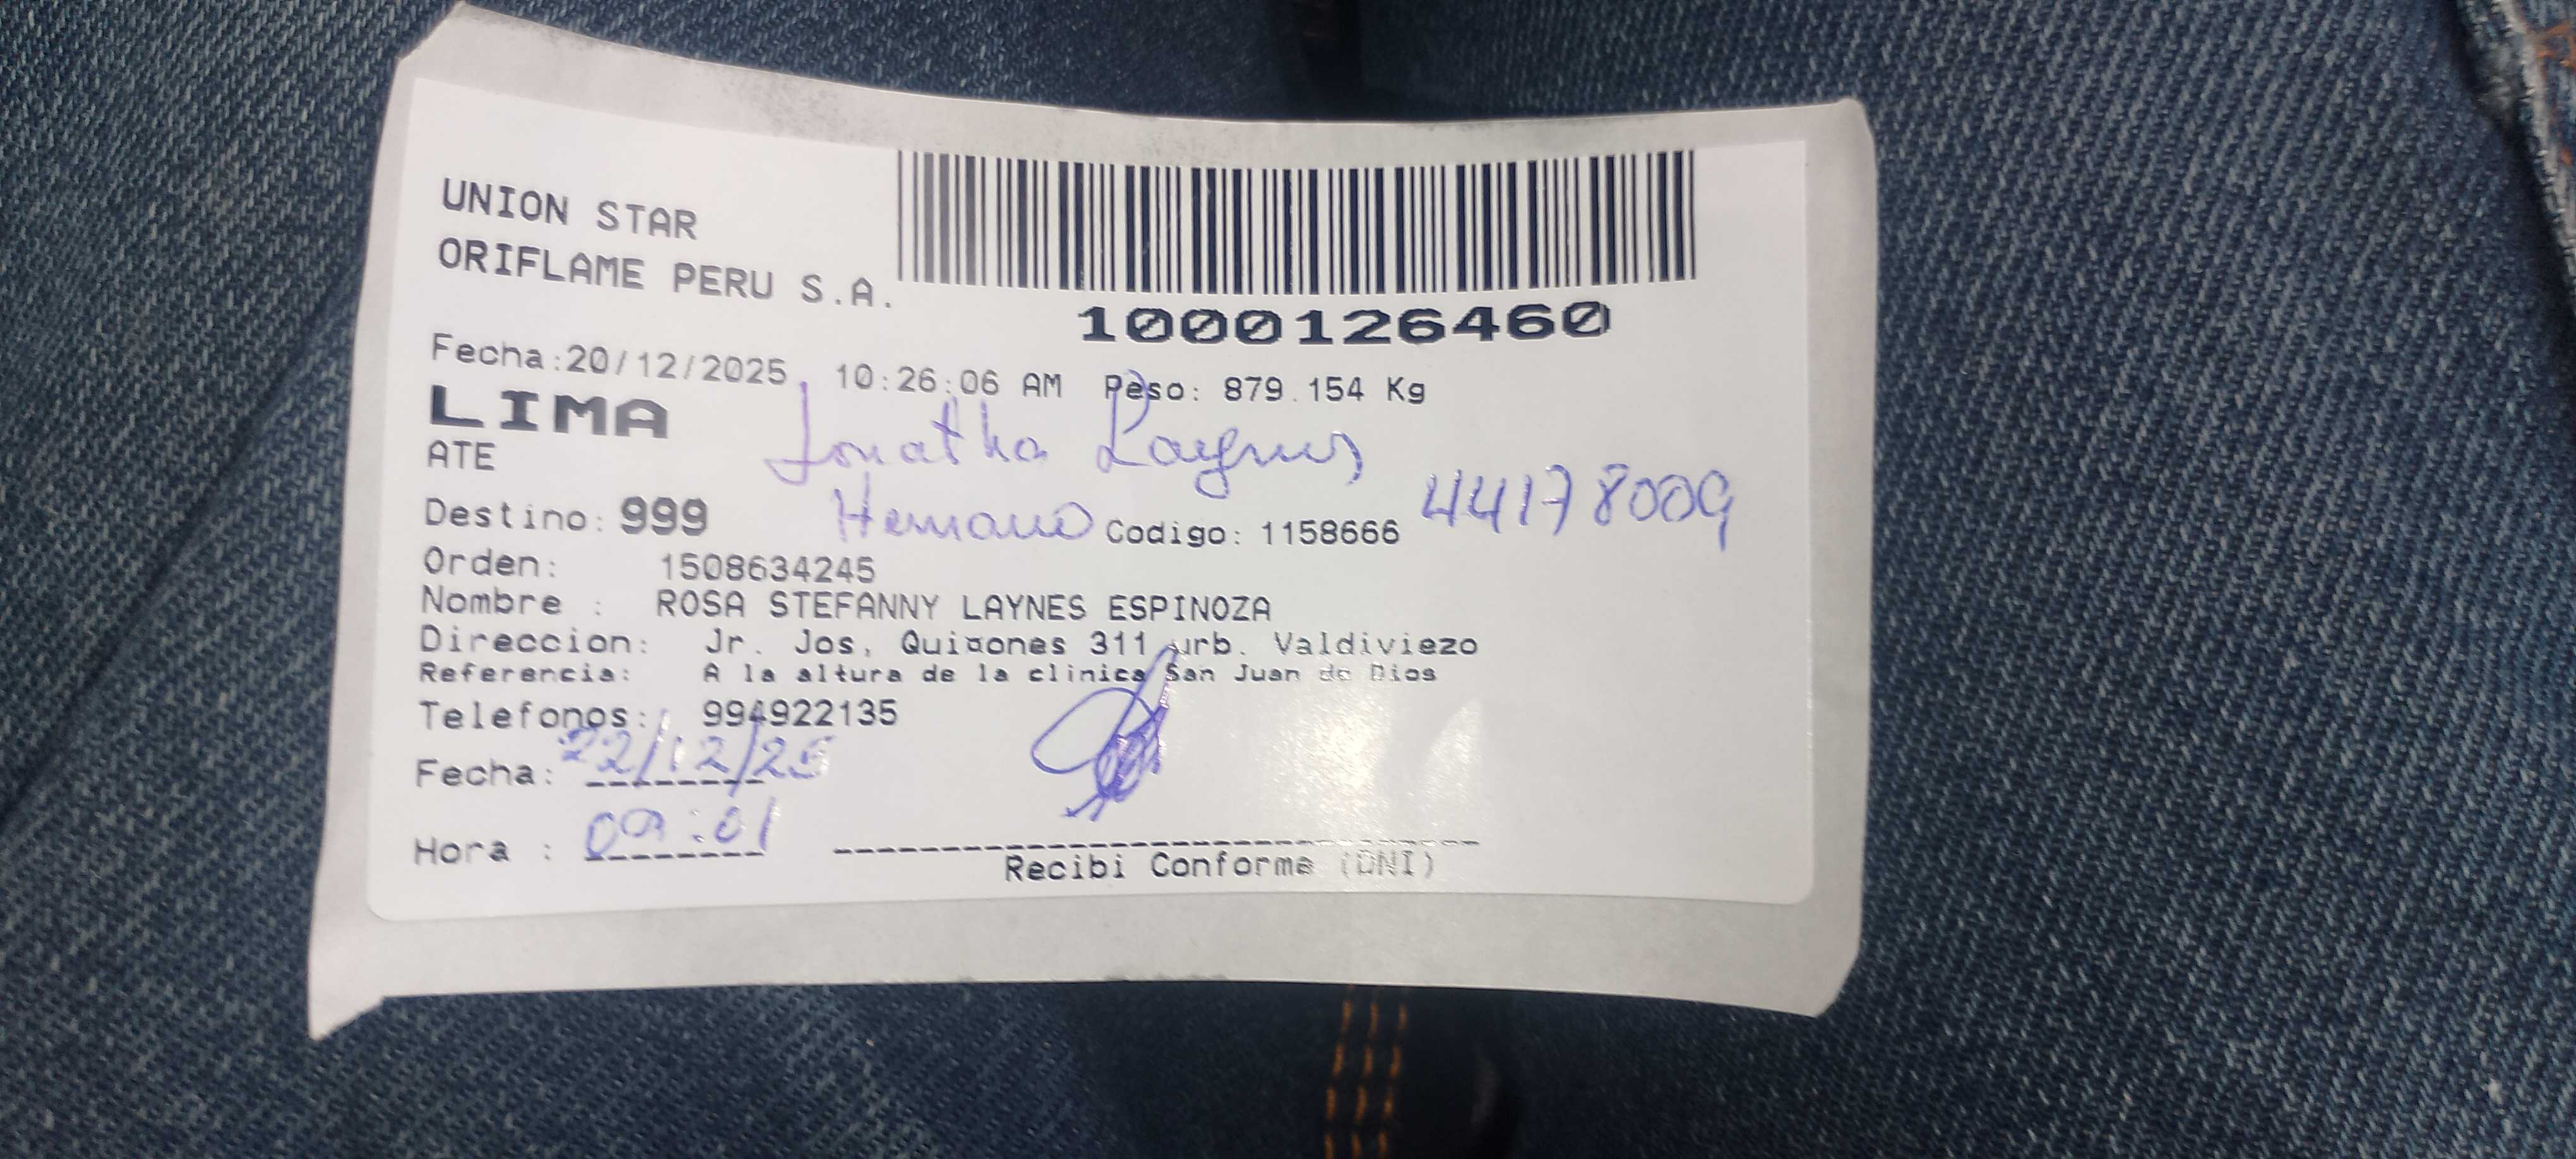 UNION STAR
ORIFLAME PERU S.A.
1000126460
Fecha:20/12/2025 10:26:06 AM Peso: 879.154 Kg
LIMA
ATE
Jonatha Laynes
44178009
Destino: 999 Hermano Codigo: 1158666
Orden: 1508634245
Nombre : ROSA STEFANNY LAYNES ESPINOZA
Direccion: Jr. Jos, Quiñones 311 urb. Valdiviezo
Referencia: A la altura de la clinica San Juan de Dios
Telefonos: 994922135
Fecha: 22/12/25
Hora : 09:01
Recibi Conforme (DNI)